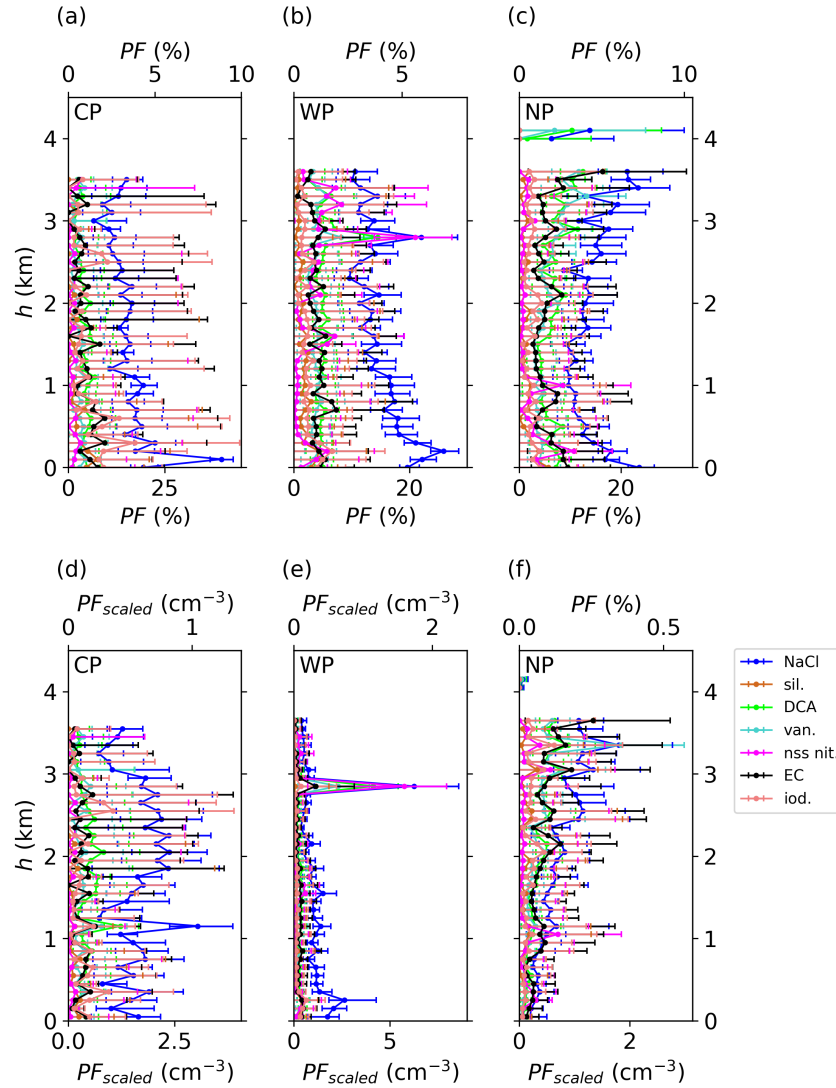 (a)
(b)
(c)
PF (%)
PF (%)
PF (%)
0 5 10
0 5
0 10
CP
WP
NP
h (km)
4
3
2
1
0
0 25
0 20
0 20
PF (%)
PF (%)
PF (%)
(d)
(e)
(f)
PFscaled (cm−3)
PFscaled (cm−3)
PF (%)
0 1
0 2
0.0 0.5
CP
WP
NP
h (km)
4
3
2
1
0
0.0 2.5
0 5
0 2
PFscaled (cm−3)
PFscaled (cm−3)
PFscaled (cm−3)
NaCl
sil.
DCA
van.
nss nit.
EC
iod.